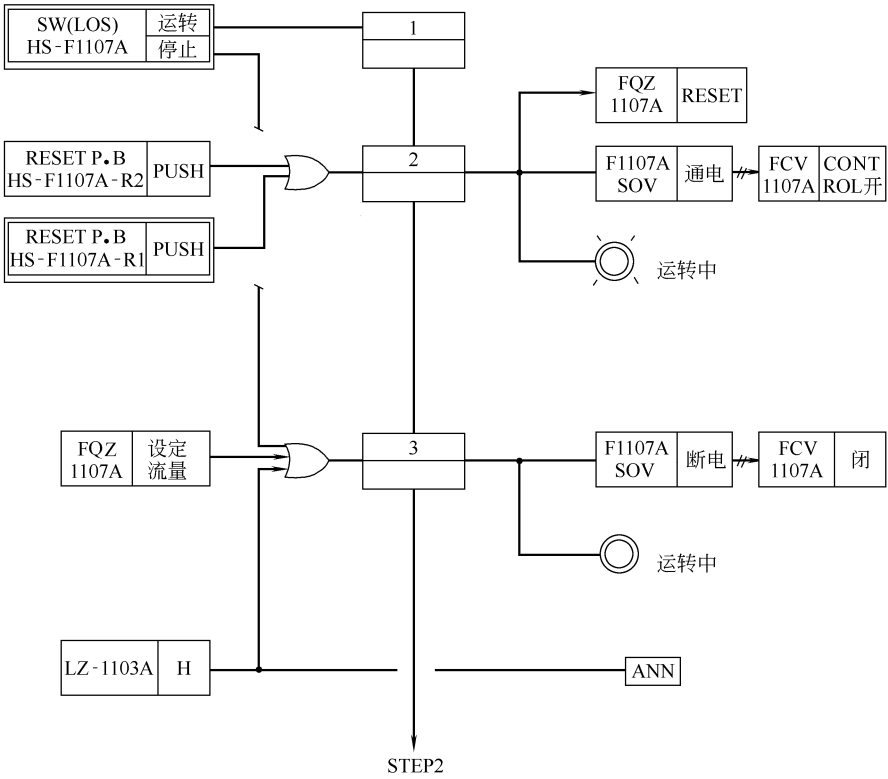 SW(LOS)
HS-F1107A
运转
停止
1
FQZ
1107A
RESET
RESET P.B
HS-F1107A-R2
PUSH
2
F1107A
SOV
通电
FCV
1107A
CONT
ROL开
RESET P.B
HS-F1107A-R1
PUSH
运转中
FQZ
1107A
设定
流量
3
F1107A
SOV
断电
FCV
1107A
闭
运转中
LZ-1103A
H
ANN
STEP2